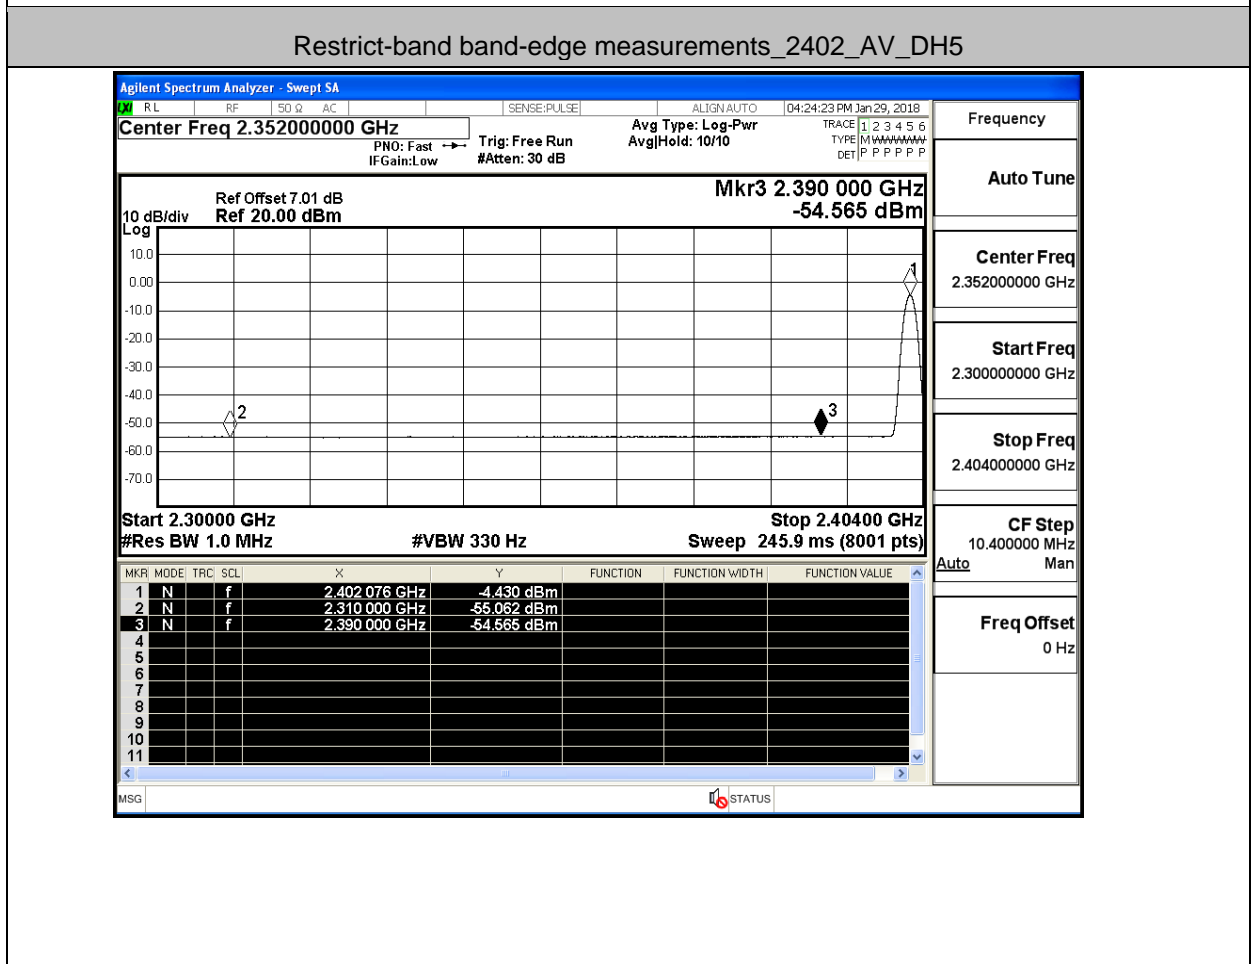 Restrict-band band-edge measurements_2402_AV_DH5
Agilent Spectrum Analyzer - Swept SA
LXI RL RF 50 Ω AC SENSE:PULSE ALIGN AUTO 04:24:23 PM Jan 29, 2018
Center Freq 2.352000000 GHz
PNO: Fast
IFGain:Low
Trig: Free Run
#Atten: 30 dB
Avg Type: Log-Pwr
Avg|Hold: 10/10
TRACE 1 2 3 4 5 6
TYPE M W W W W W
DET P P P P P P
Mkr3 2.390 000 GHz
-54.565 dBm
Ref Offset 7.01 dB
10 dB/div Ref 20.00 dBm
Log
10.0
0.00
-10.0
-20.0
-30.0
-40.0
-50.0
-60.0
-70.0
1
2
3
Start 2.30000 GHz Stop 2.40400 GHz
#Res BW 1.0 MHz #VBW 330 Hz Sweep 245.9 ms (8001 pts)
MKR MODE TRC SCL X Y FUNCTION FUNCTION WIDTH FUNCTION VALUE
1 N f 2.402 076 GHz -4.430 dBm
2 N f 2.310 000 GHz -55.062 dBm
3 N f 2.390 000 GHz -54.565 dBm
4
5
6
7
8
9
10
11
MSG STATUS
Frequency
Auto Tune
Center Freq
2.352000000 GHz
Start Freq
2.300000000 GHz
Stop Freq
2.404000000 GHz
CF Step
10.400000 MHz
Auto Man
Freq Offset
0 Hz